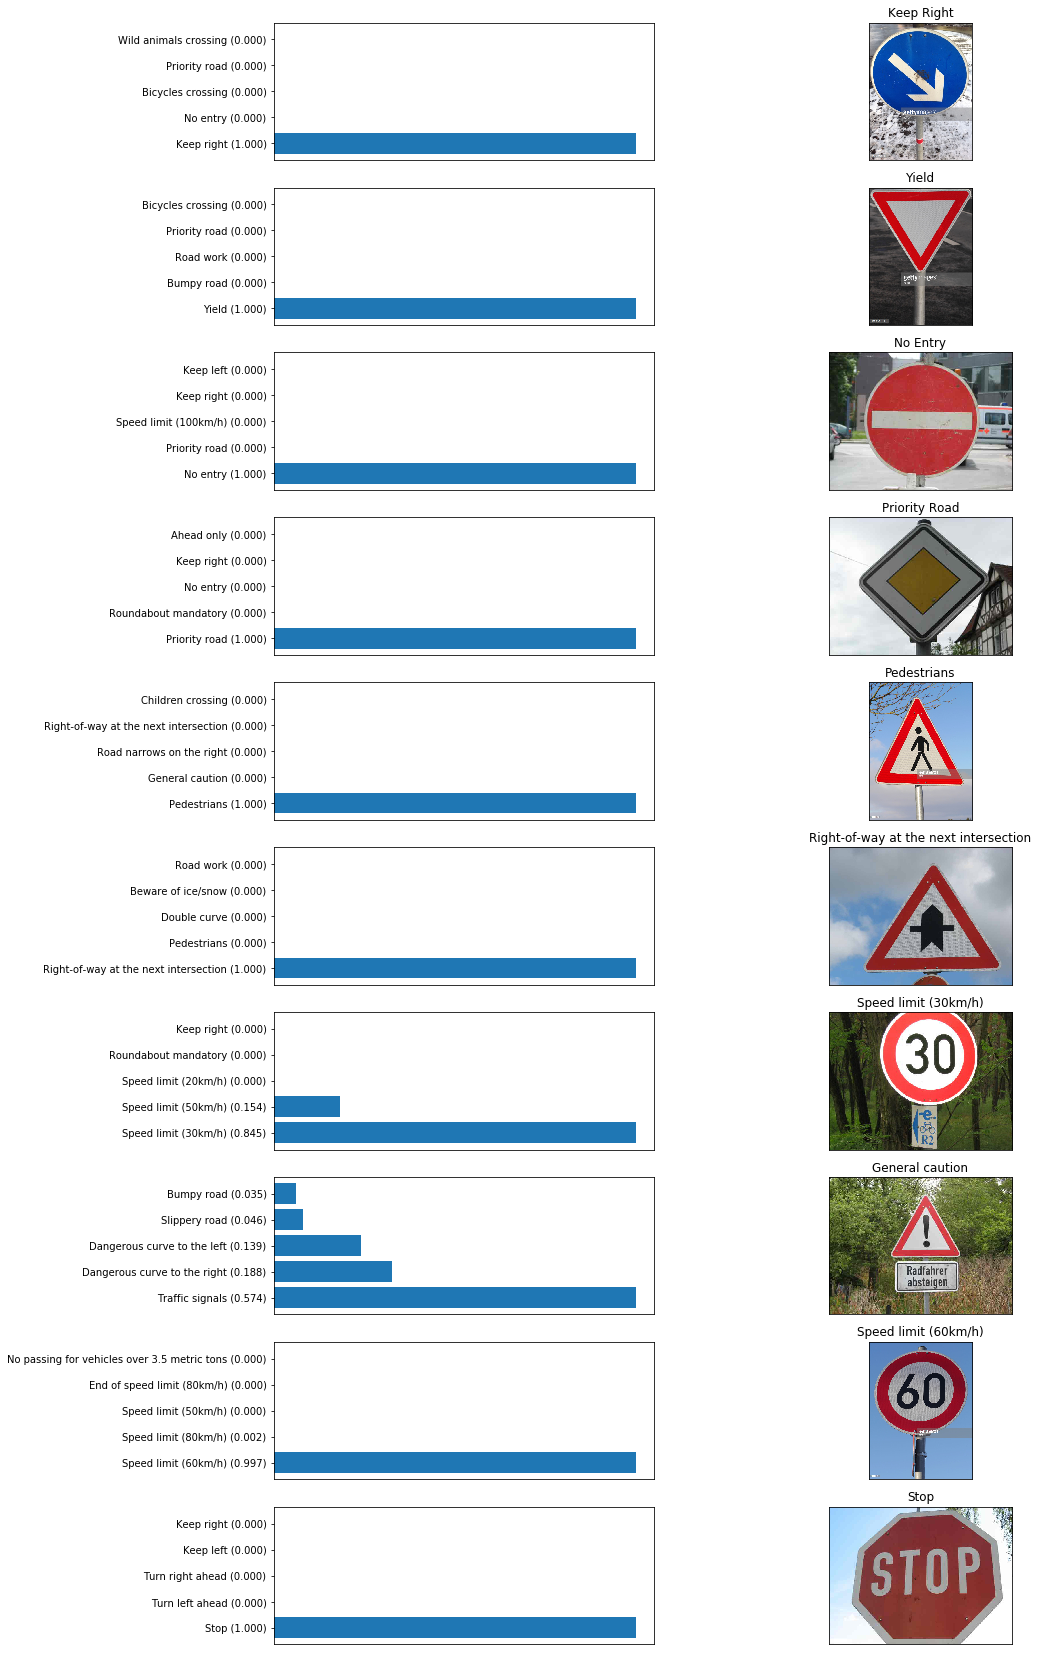 Keep Right
Wild animals crossing (0.000)
Priority road (0.000)
Bicycles crossing (0.000)
No entry (0.000)
Keep right (1.000)
Yield
Bicycles crossing (0.000)
Priority road (0.000)
Road work (0.000)
Bumpy road (0.000)
Yield (1.000)
No Entry
Keep left (0.000)
Keep right (0.000)
Speed limit (100km/h) (0.000)
Priority road (0.000)
No entry (1.000)
Priority Road
Ahead only (0.000)
Keep right (0.000)
No entry (0.000)
Roundabout mandatory (0.000)
Priority road (1.000)
Pedestrians
Children crossing (0.000)
Right-of-way at the next intersection (0.000)
Road narrows on the right (0.000)
General caution (0.000)
Pedestrians (1.000)
Right-of-way at the next intersection
Road work (0.000)
Beware of ice/snow (0.000)
Double curve (0.000)
Pedestrians (0.000)
Right-of-way at the next intersection (1.000)
Speed limit (30km/h)
Keep right (0.000)
Roundabout mandatory (0.000)
Speed limit (20km/h) (0.000)
Speed limit (50km/h) (0.154)
Speed limit (30km/h) (0.845)
30
e
R2
General caution
Bumpy road (0.035)
Slippery road (0.046)
Dangerous curve to the left (0.139)
Dangerous curve to the right (0.188)
Traffic signals (0.574)
!
Radfahrer
absteigen
Speed limit (60km/h)
No passing for vehicles over 3.5 metric tons (0.000)
End of speed limit (80km/h) (0.000)
Speed limit (50km/h) (0.000)
Speed limit (80km/h) (0.002)
Speed limit (60km/h) (0.997)
60
Stop
Keep right (0.000)
Keep left (0.000)
Turn right ahead (0.000)
Turn left ahead (0.000)
Stop (1.000)
STOP